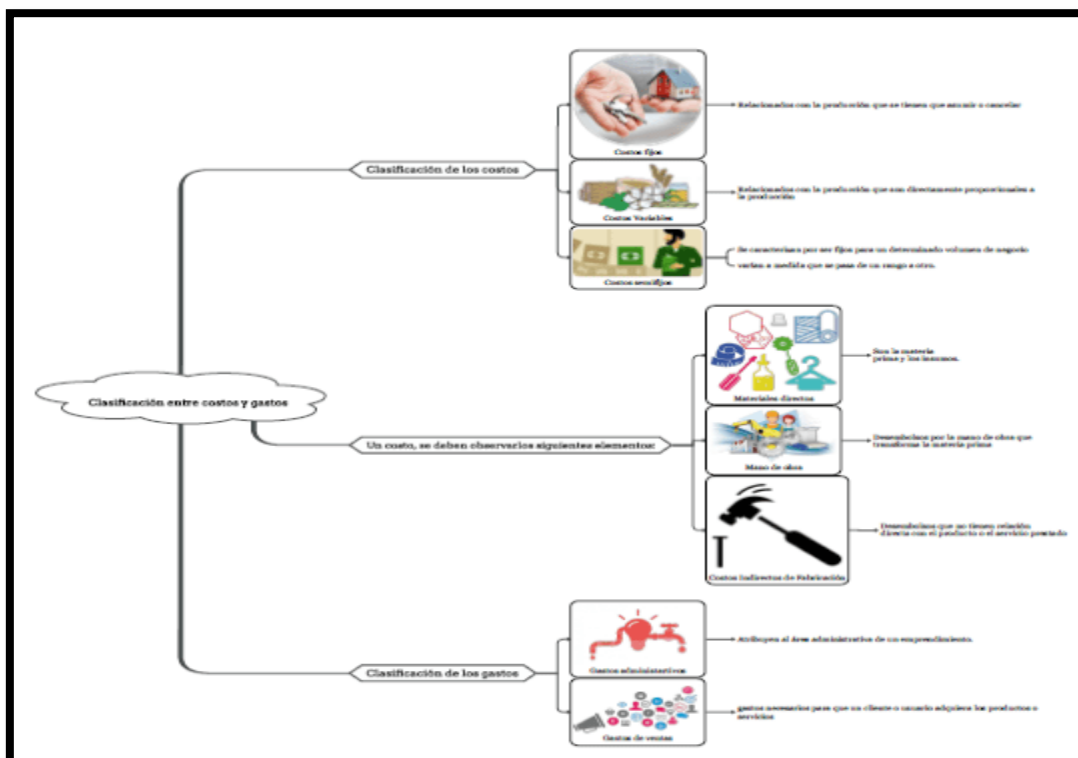 Clasificación entre costos y gastos
Clasificación de los costos
Costos fijos
Relacionados con la producción que se tienen que asumir o cancelar
Costos Variables
Relacionados con la producción que son directamente proporcionales a
la producción
Costos semifijos
Se caracteriza por ser fijos para un determinado volumen de negocio
varían a medida que se pasa de un rango a otro.
Un costo, se deben observarlos siguientes elementos:
Materiales directos
Son la materia
prima y los insumos.
Mano de obra
Desembolsos por la mano de obra que
transforma la materia prima
Costos Indirectos de Fabricación
Desembolsos que no tienen relación
directa con el producto o el servicio prestado
Clasificación de los gastos
Gastos administartivos
Atribuyen al área administrativa de un emprendimiento.
Gastos de ventas
gastos necesarios para que un cliente o usuario adquiera los productos o
servicios